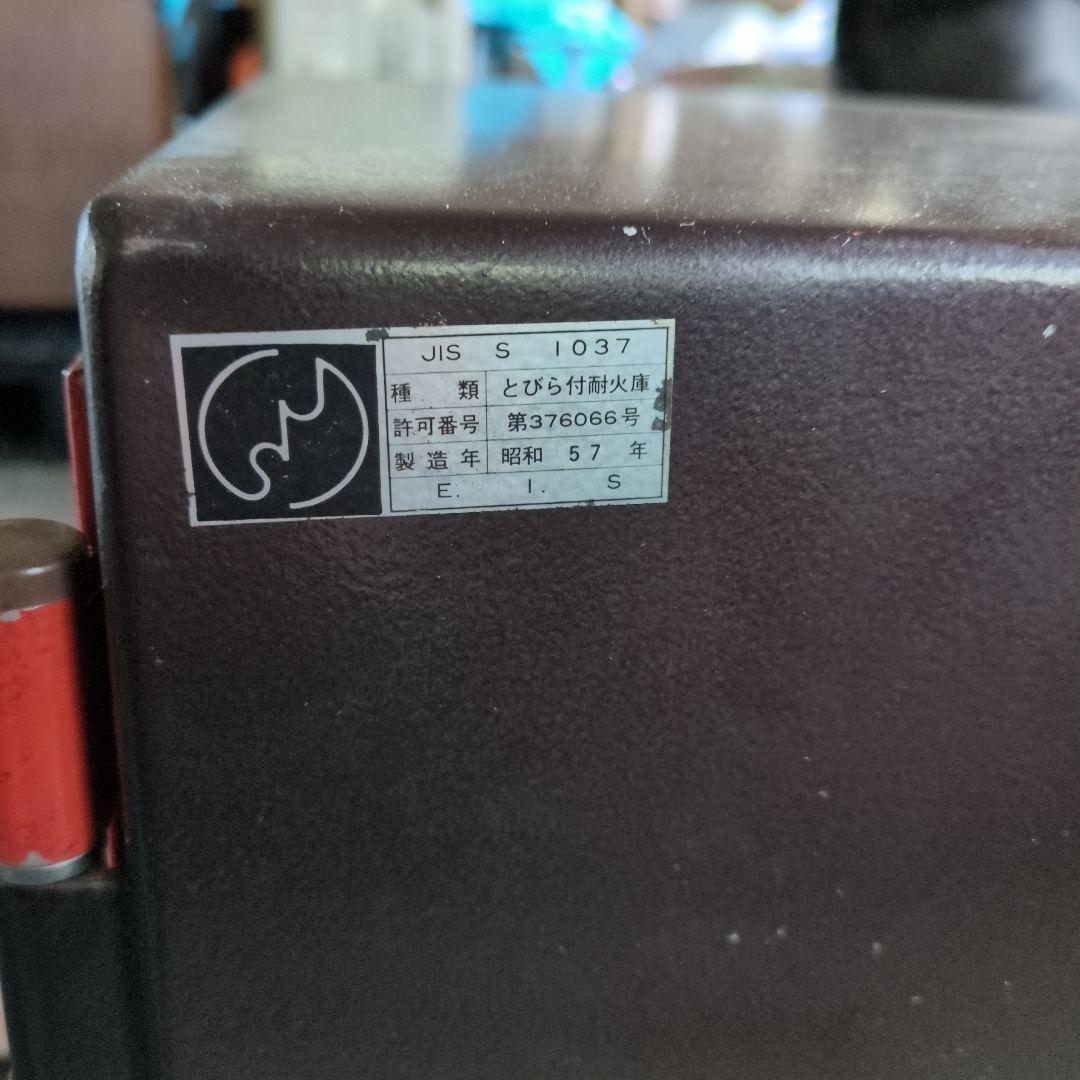 JIS S 1037
種類 とびら付耐火庫
許可番号 第376066号
製造年 昭和 57 年
E. I. S